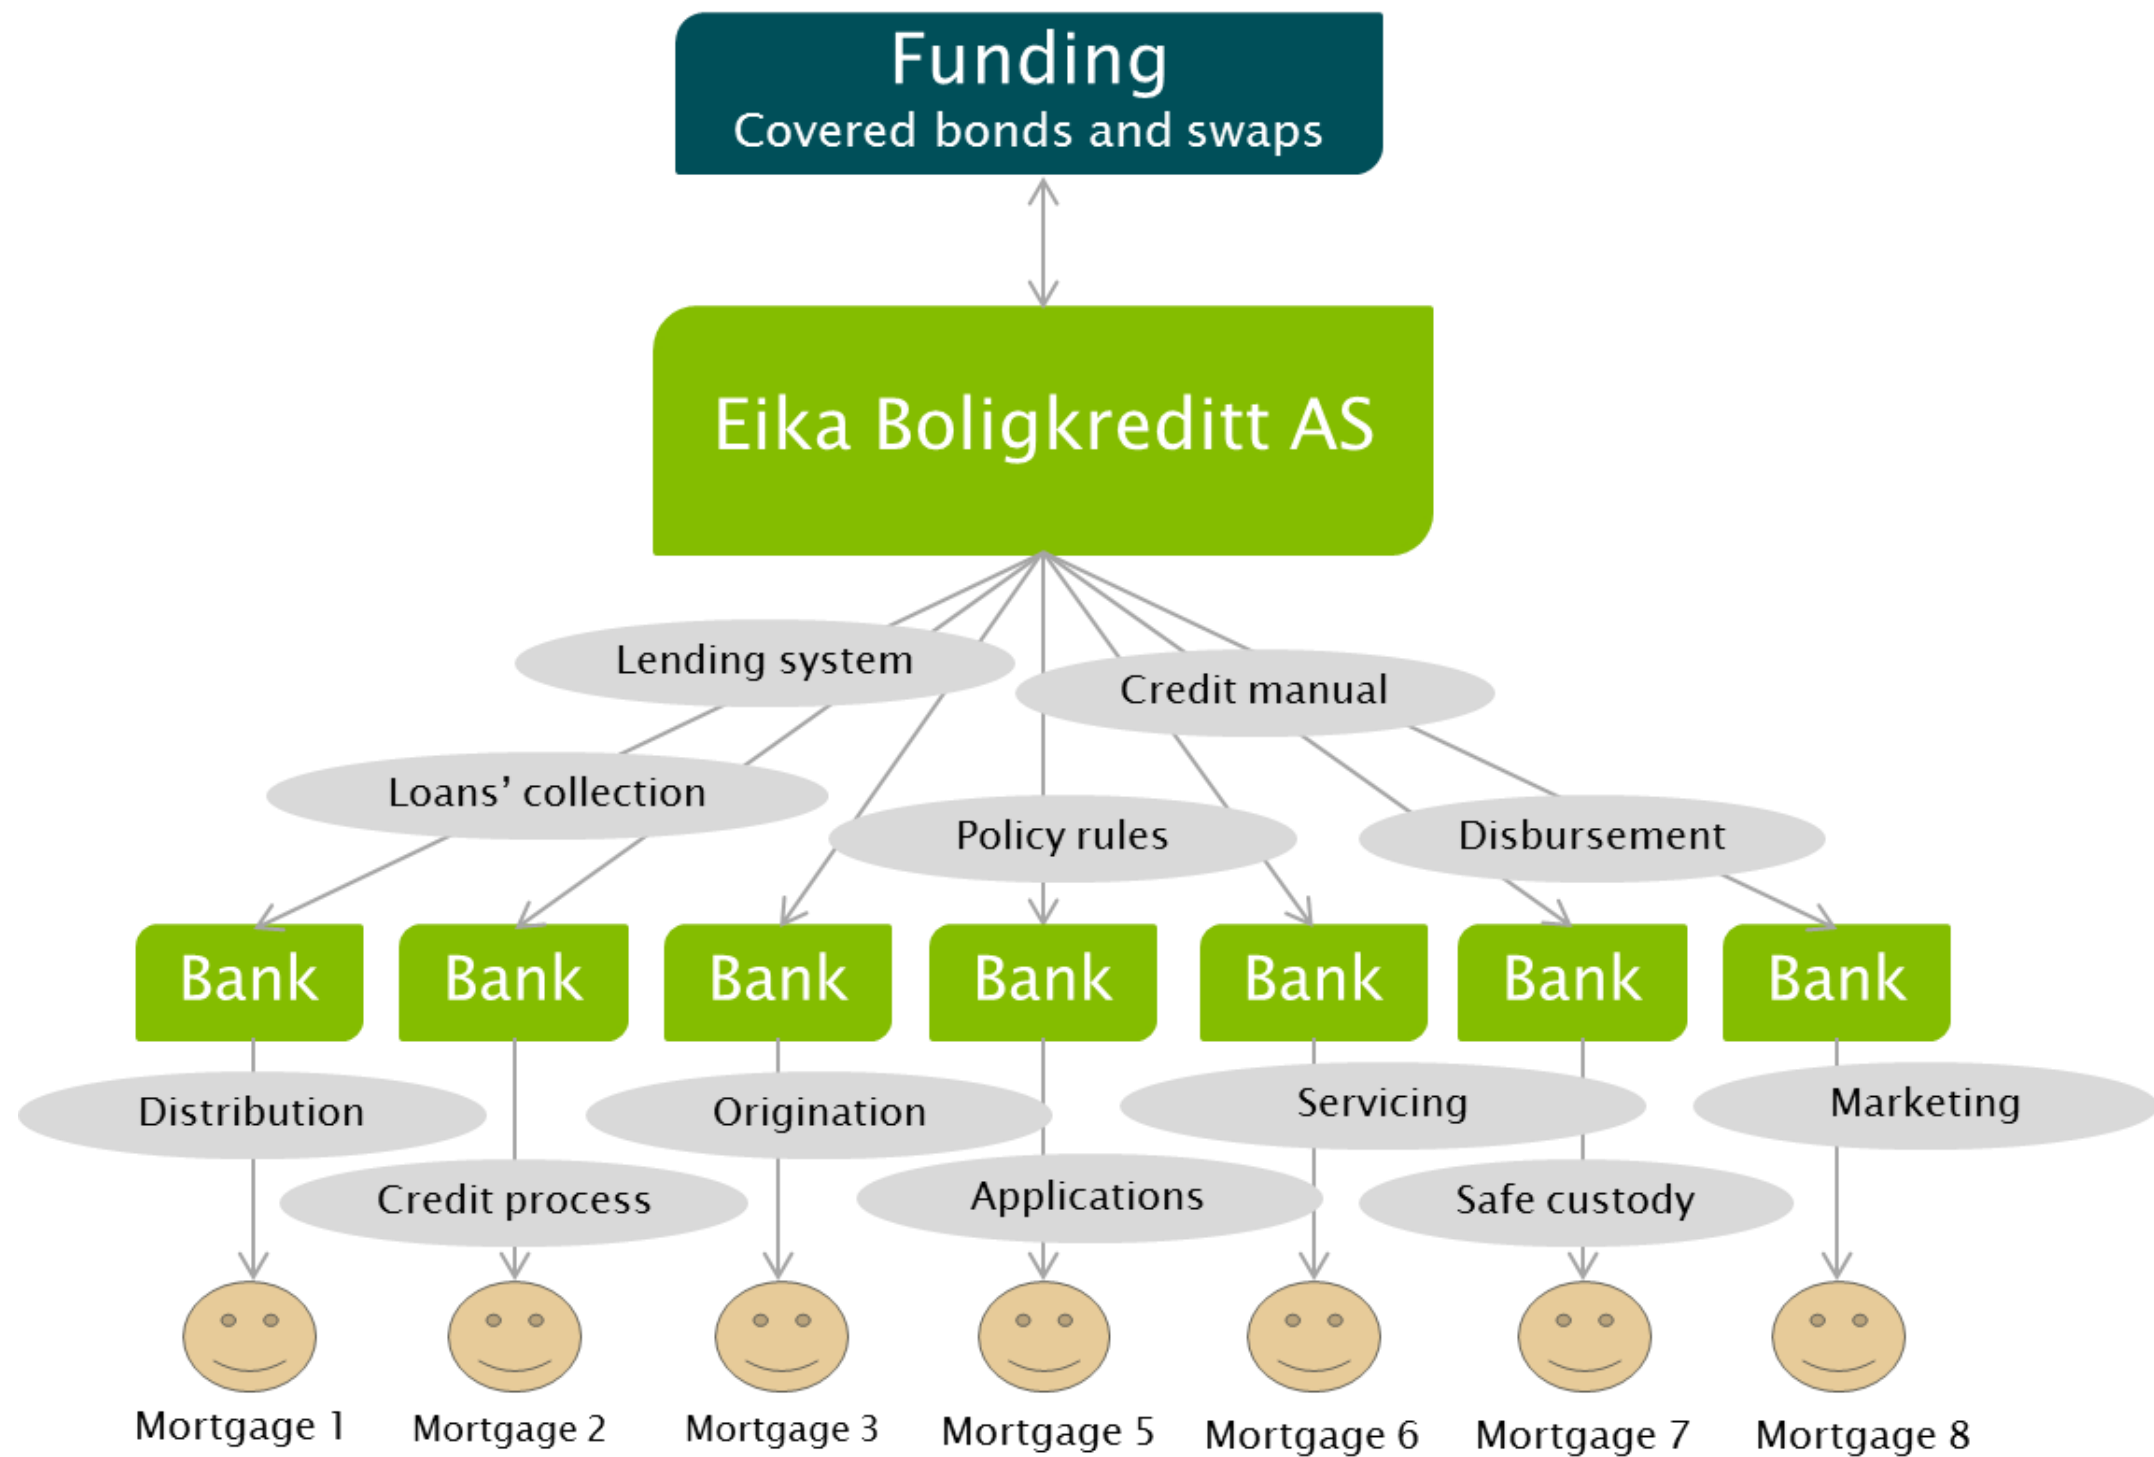 Funding
Covered bonds and swaps
Eika Boligkreditt AS
Lending system
Credit manual
Loans’ collection
Policy rules
Disbursement
Bank
Bank
Bank
Bank
Bank
Bank
Bank
Distribution
Origination
Servicing
Marketing
Credit process
Applications
Safe custody
Mortgage 1
Mortgage 2
Mortgage 3
Mortgage 5
Mortgage 6
Mortgage 7
Mortgage 8